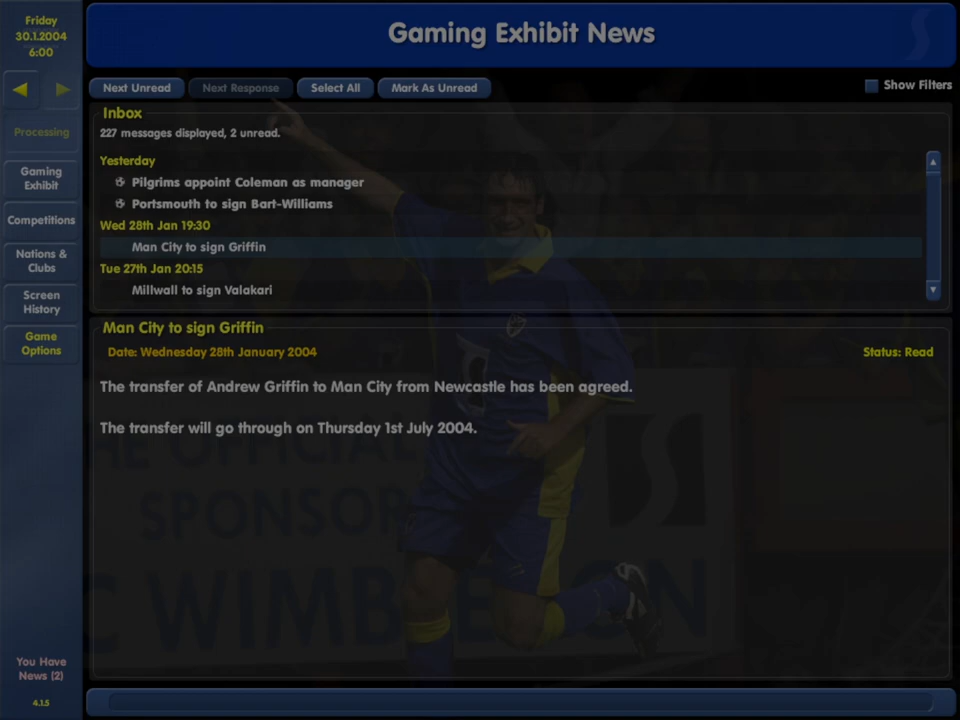 Friday
30.1.2004
6:00
Processing
Gaming
Exhibit
Competitions
Nations &
Clubs
Screen
History
Game
Options
You Have
News (2)
4.1.5
Gaming Exhibit News
Next Unread
Next Response
Select All
Mark As Unread
Show Filters
Inbox
227 messages displayed, 2 unread.
Yesterday
Pilgrims appoint Coleman as manager
Portsmouth to sign Bart-Williams
Wed 28th Jan 19:30
Man City to sign Griffin
Tue 27th Jan 20:15
Millwall to sign Valakari
Man City to sign Griffin
Date: Wednesday 28th January 2004
Status: Read
The transfer of Andrew Griffin to Man City from Newcastle has been agreed.
The transfer will go through on Thursday 1st July 2004.
HE OFFICIAL
SPONSOR
C WIMB
ON